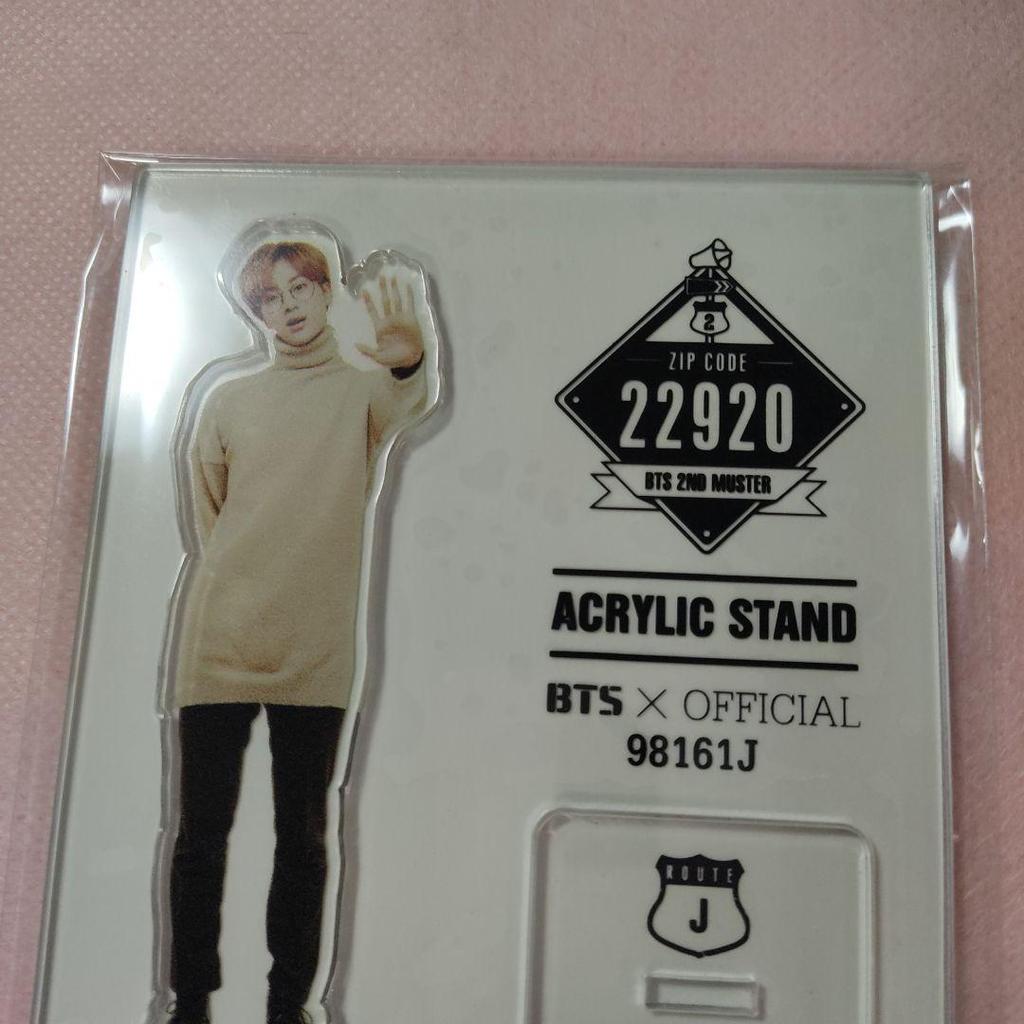 2
ZIP CODE
22920
BTS 2ND MUSTER
ACRYLIC STAND
BTS X OFFICIAL
98161J
ROUTE
J